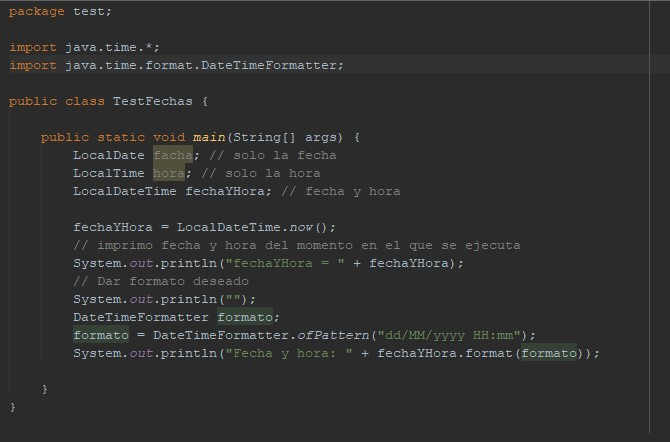 package test;
import java.time.*;
import java.time.format.DateTimeFormatter;
public class TestFechas {
public static void main(String[] args) {
LocalDate facha; // solo la fecha
LocalTime hora; // solo la hora
LocalDateTime fechaYHora; // fecha y hora
fechaYHora = LocalDateTime.now();
// imprimo fecha y hora del momento en el que se ejecuta
System.out.println("fechaYHora = " + fechaYHora);
// Dar formato deseado
System.out.println("");
DateTimeFormatter formato;
formato = DateTimeFormatter.ofPattern("dd/MM/yyyy HH:mm");
System.out.println("Fecha y hora: " + fechaYHora.format(formato));
}
}